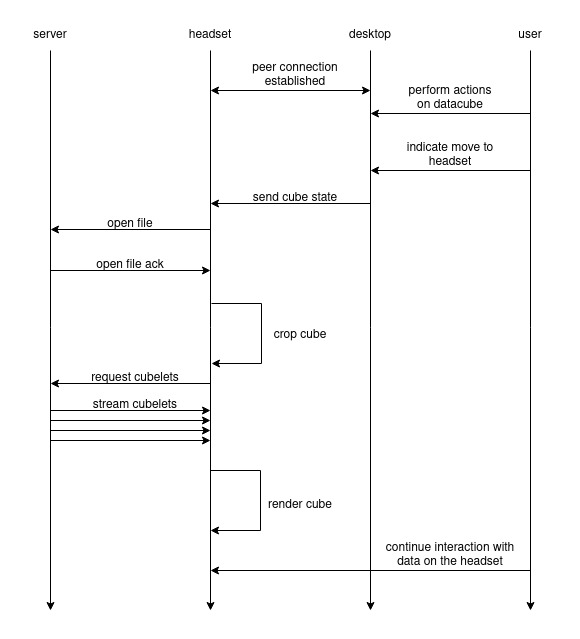 server
headset
desktop
user
peer connection
established
perform actions
on datacube
indicate move to
headset
send cube state
open file
open file ack
crop cube
request cubelets
stream cubelets
render cube
continue interaction with
data on the headset